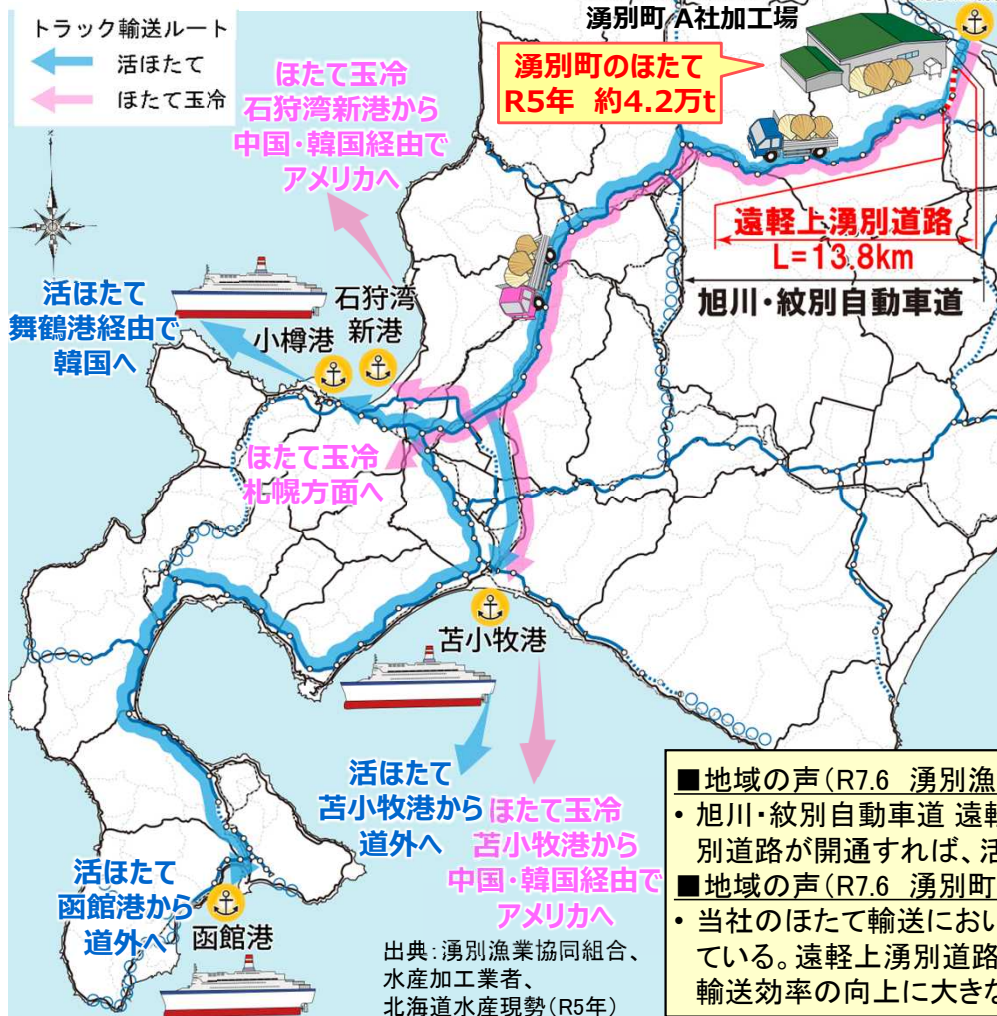 トラック輸送ルート
活ほたて
ほたて玉冷
湧別町 A社加工場
湧別町のほたて
R5年 約4.2万t
ほたて玉冷
石狩湾新港から
中国・韓国経由で
アメリカへ
遠軽上湧別道路
L=13.8km
旭川・紋別自動車道
活ほたて
舞鶴港経由で
韓国へ
小樽港
石狩湾
新港
ほたて玉冷
札幌方面へ
苫小牧港
活ほたて
苫小牧港から
道外へ
ほたて玉冷
苫小牧港から
中国・韓国経由で
アメリカへ
活ほたて
函館港から
道外へ
函館港
出典:湧別漁業協同組合、
水産加工業者、
北海道水産現勢(R5年)
■地域の声(R7.6 湧別漁
・旭川・紋別自動車道 遠軽
別道路が開通すれば、活
■地域の声(R7.6 湧別町
・当社のほたて輸送におい
ている。遠軽上湧別道路
輸送効率の向上に大きな